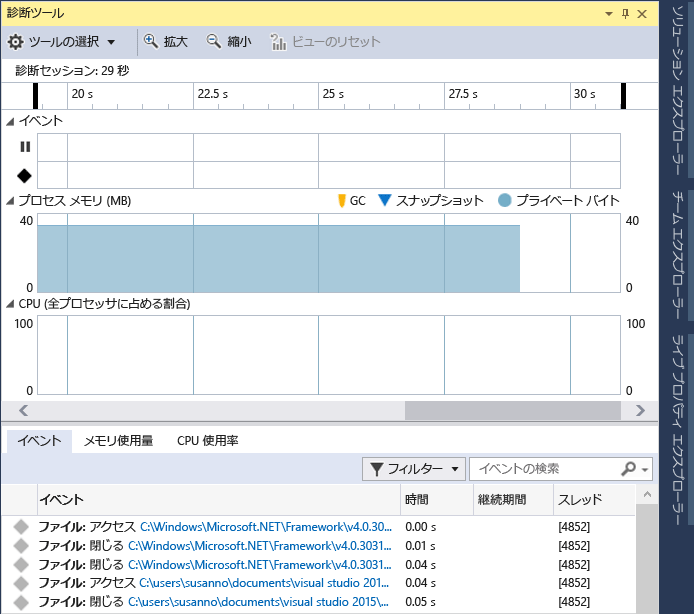 診断ツール
ツールの選択 拡大 縮小 ビューのリセット
診断セッション: 29 秒
20 s 22.5 s 25 s 27.5 s 30 s
イベント
プロセス メモリ (MB) GC スナップショット プライベート バイト
40 40
0 0
CPU (全プロセッサに占める割合)
100 100
0 0
イベント メモリ使用量 CPU 使用率
フィルター イベントの検索
イベント 時間 継続期間 スレッド
ファイル: アクセス C:\Windows\Microsoft.NET\Framework\v4.0.30... 0.00 s [4852]
ファイル: 閉じる C:\Windows\Microsoft.NET\Framework\v4.0.3031... 0.01 s [4852]
ファイル: 閉じる C:\Windows\Microsoft.NET\Framework\v4.0.3031... 0.04 s [4852]
ファイル: アクセス C:\users\susanno\documents\visual studio 201... 0.04 s [4852]
ファイル: 閉じる C:\users\susanno\documents\visual studio 2015\... 0.05 s [4852]
ソリューション エクスプローラー
チーム エクスプローラー
ライブ プロパティ エクスプローラー